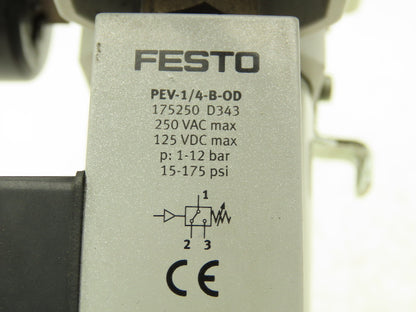 FESTO
PEV-1/4-B-OD
175250 D343
250 VAC max
125 VDC max
p: 1-12 bar
15-175 psi
1
2 3
CE